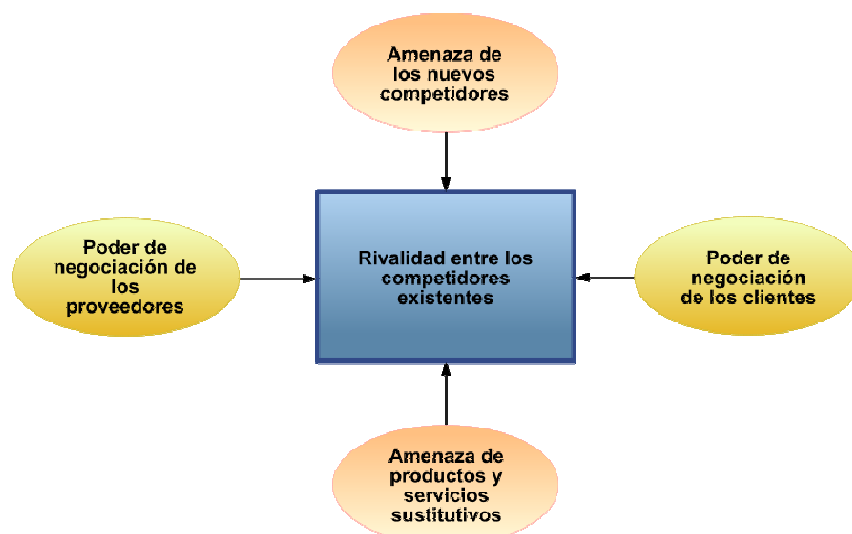 Amenaza de
los nuevos
competidores
Poder de
negociación de
los
proveedores
Rivalidad entre los
competidores
existentes
Poder de
negociación
de los clientes
Amenaza de
productos y
servicios
sustitutivos